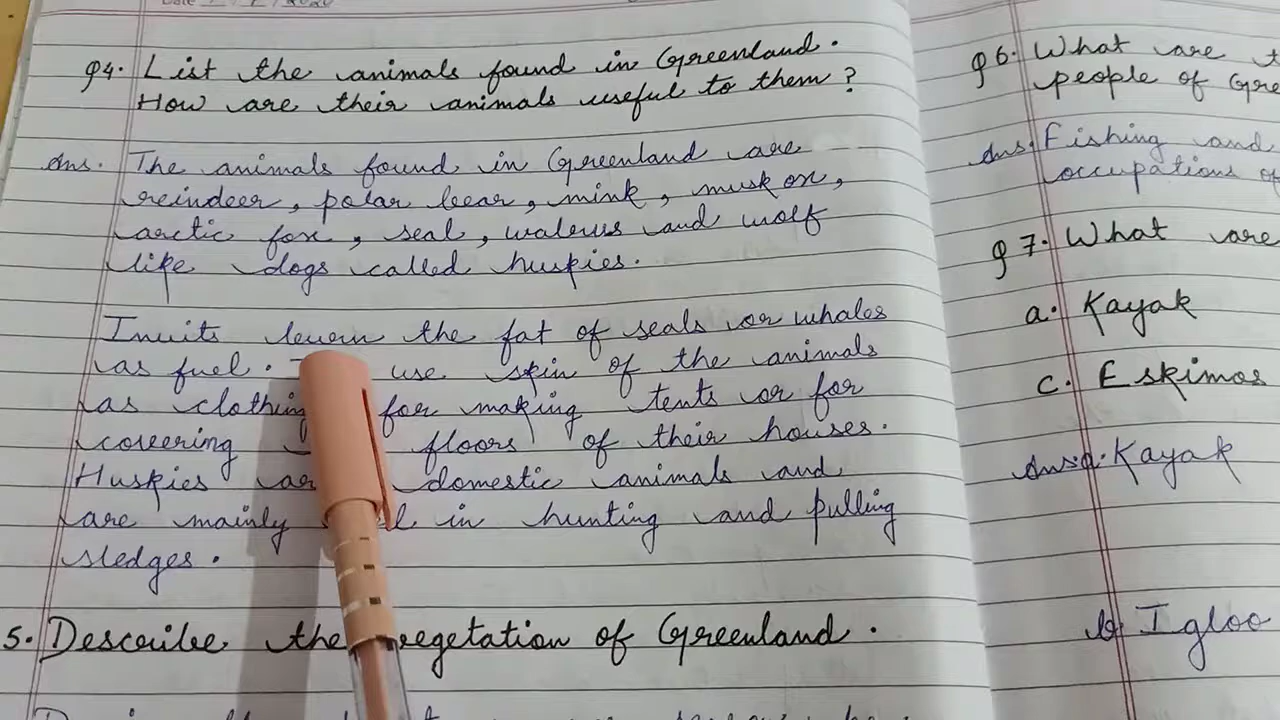 Date
Q4. List the animals found in Greenland.
How are their animals useful to them?
Ans. The animals found in Greenland are
reindeer, polar bear, mink, musk ox,
arctic fox, seal, walrus and wolf
like dogs called huskies.
Inuits burn the fat of seals or whales
as fuel. use skin of the animals
as clothing for making tents or for
covering floors of their houses.
Huskies domestic animals and
are mainly in hunting and pulling
sledges.
5. Describe the vegetation of Greenland.
Q6. What are
people of
Ans. Fishing and
occupations of
Q7. What are
a. Kayak
c. Eskimos
Ans. a. Kayak
b. Igloo